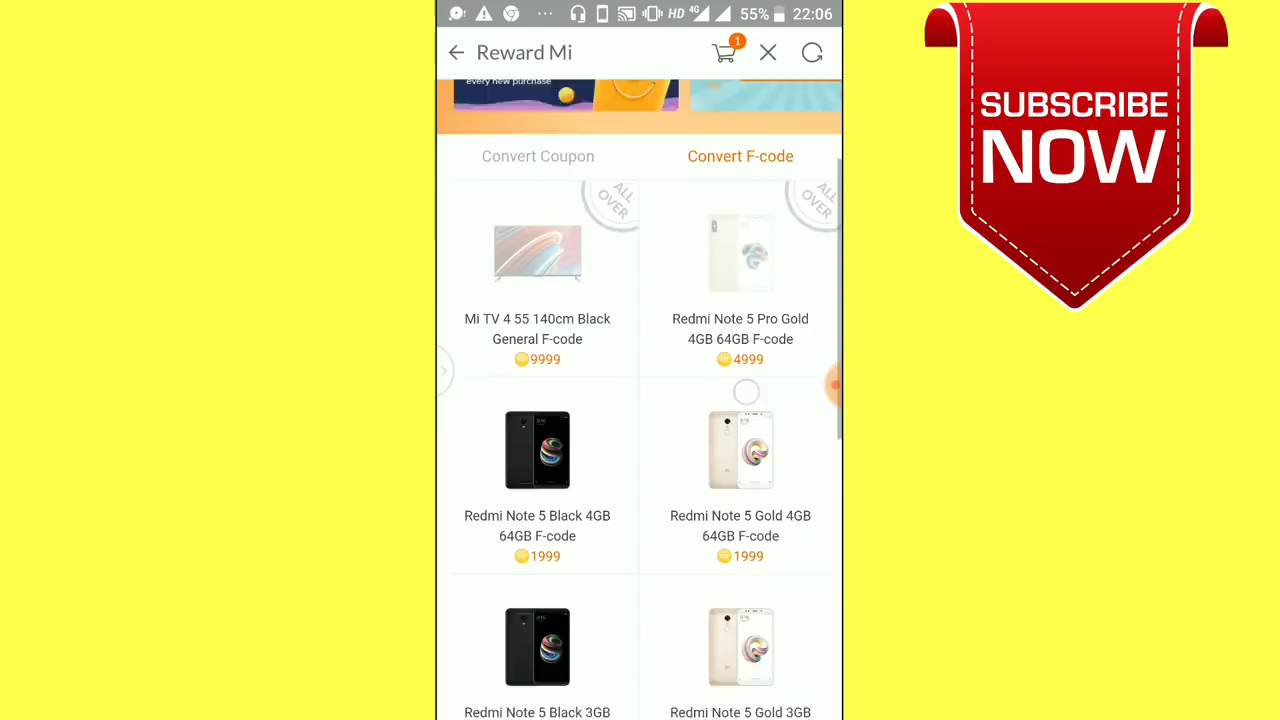 HD 4G 55% 22:06
Reward Mi
1
every new purchase
Convert Coupon
Convert F-code
ALL OVER
ALL OVER
Mi TV 4 55 140cm Black
General F-code
9999
Redmi Note 5 Pro Gold
4GB 64GB F-code
4999
Redmi Note 5 Black 4GB
64GB F-code
1999
Redmi Note 5 Gold 4GB
64GB F-code
1999
Redmi Note 5 Black 3GB
Redmi Note 5 Gold 3GB
SUBSCRIBE
NOW